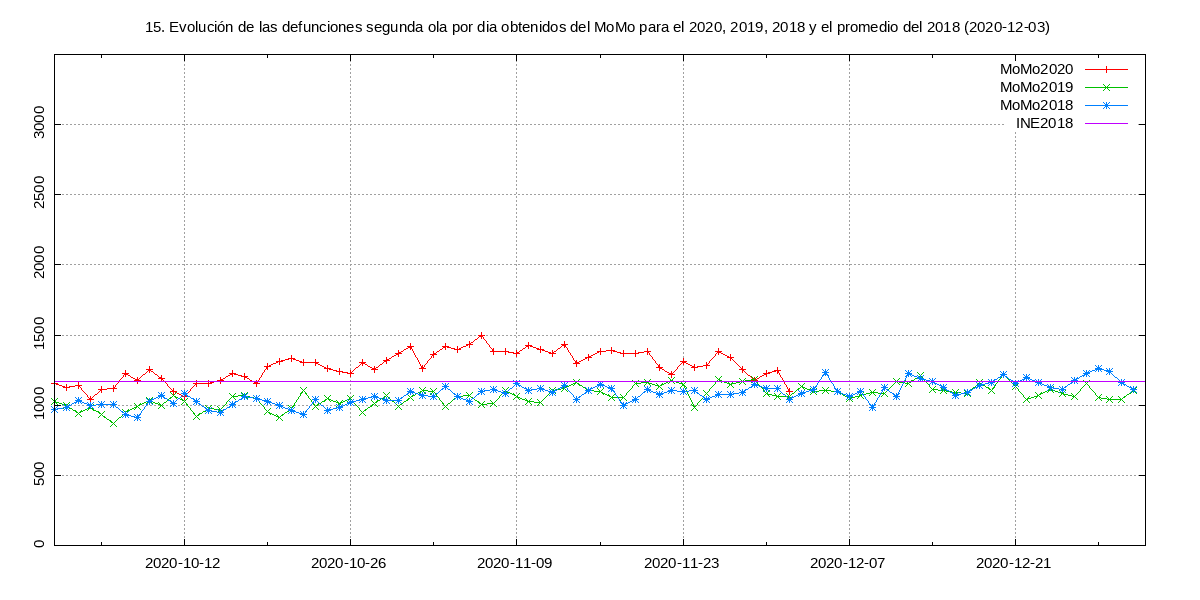 15. Evolución de las defunciones segunda ola por dia obtenidos del MoMo para el 2020, 2019, 2018 y el promedio del 2018 (2020-12-03)
MoMo2020
MoMo2019
MoMo2018
INE2018
3000
2500
2000
1500
1000
500
0
2020-10-12
2020-10-26
2020-11-09
2020-11-23
2020-12-07
2020-12-21